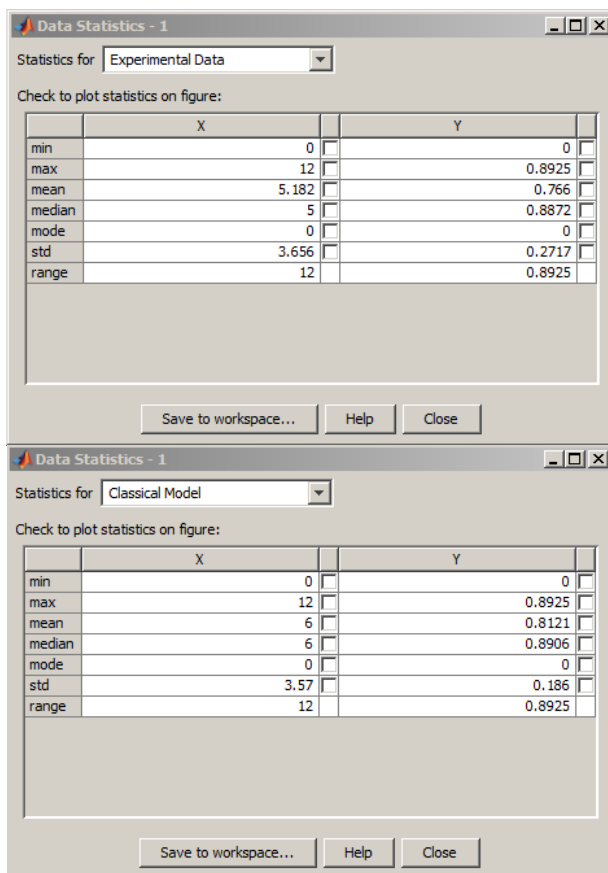 Data Statistics - 1
Statistics for Experimental Data
Check to plot statistics on figure:
X Y
min 0 0
max 12 0.8925
mean 5.182 0.766
median 5 0.8872
mode 0 0
std 3.656 0.2717
range 12 0.8925
Save to workspace... Help Close
Data Statistics - 1
Statistics for Classical Model
Check to plot statistics on figure:
X Y
min 0 0
max 12 0.8925
mean 6 0.8121
median 6 0.8906
mode 0 0
std 3.57 0.186
range 12 0.8925
Save to workspace... Help Close